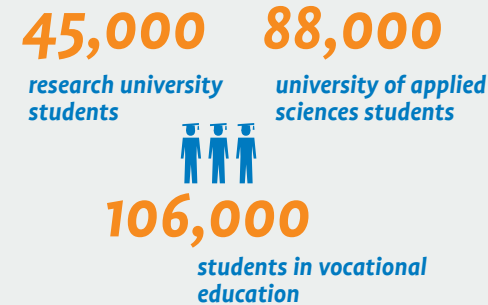 45,000
research university
students
88,000
university of applied
sciences students
106,000
students in vocational
education